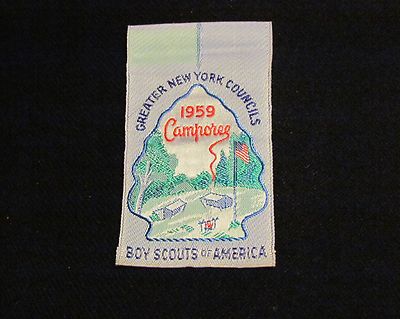 GREATER NEW YORK COUNCILS
1959
Camporee
BOY SCOUTS OF AMERICA